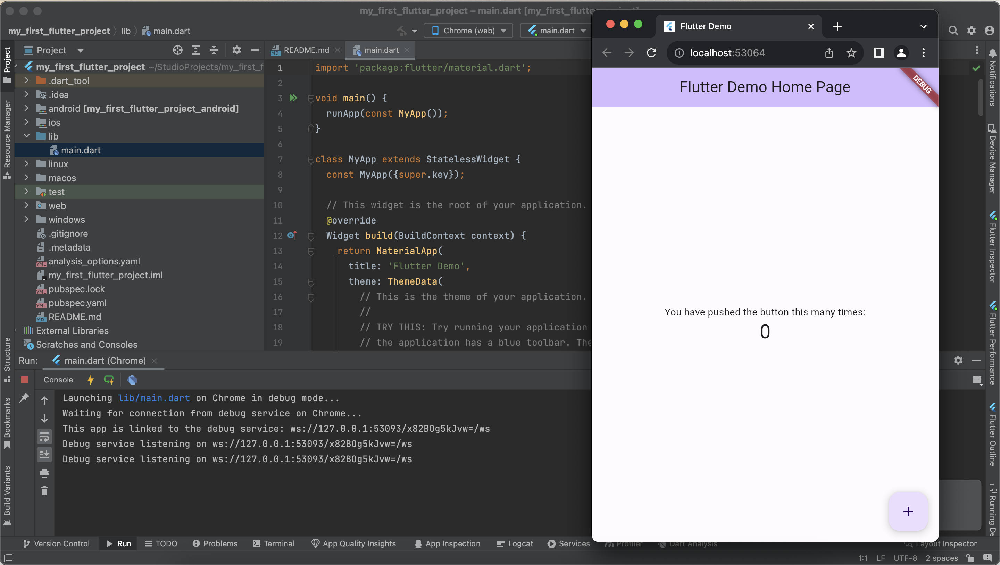 my_first_flutter_project – main.dart [my_first_flutter_project]
my_first_flutter_project lib main.dart
Chrome (web)
main.dart
Project
README.md
main.dart
my_first_flutter_project ~/StudioProjects/my_first_f
.dart_tool
.idea
android [my_first_flutter_project_android]
ios
lib
main.dart
linux
macos
test
web
windows
.gitignore
.metadata
analysis_options.yaml
my_first_flutter_project.iml
pubspec.lock
pubspec.yaml
README.md
External Libraries
Scratches and Consoles
Project
Resource Manager
Structure
Bookmarks
Build Variants
1 import 'package:flutter/material.dart';
2
3 void main() {
4 runApp(const MyApp());
5 }
6
7 class MyApp extends StatelessWidget {
8 const MyApp({super.key});
9
10 // This widget is the root of your application.
11 @override
12 Widget build(BuildContext context) {
13 return MaterialApp(
14 title: 'Flutter Demo',
15 theme: ThemeData(
16 // This is the theme of your application.
17 //
18 // TRY THIS: Try running your application
19 // the application has a blue toolbar. The
Flutter Demo
localhost:53064
Flutter Demo Home Page
DEBUG
You have pushed the button this many times:
0
+
Notifications
Device Manager
Flutter Inspector
Flutter Performance
Flutter Outline
Running De
Run: main.dart (Chrome)
Console
Launching lib/main.dart on Chrome in debug mode...
Waiting for connection from debug service on Chrome...
This app is linked to the debug service: ws://127.0.0.1:53093/x82BOg5kJvw=/ws
Debug service listening on ws://127.0.0.1:53093/x82BOg5kJvw=/ws
Debug service listening on ws://127.0.0.1:53093/x82BOg5kJvw=/ws
Version Control Run TODO Problems Terminal App Quality Insights App Inspection Logcat Services Profiler Dart Analysis Layout Inspector
1:1 LF UTF-8 2 spaces